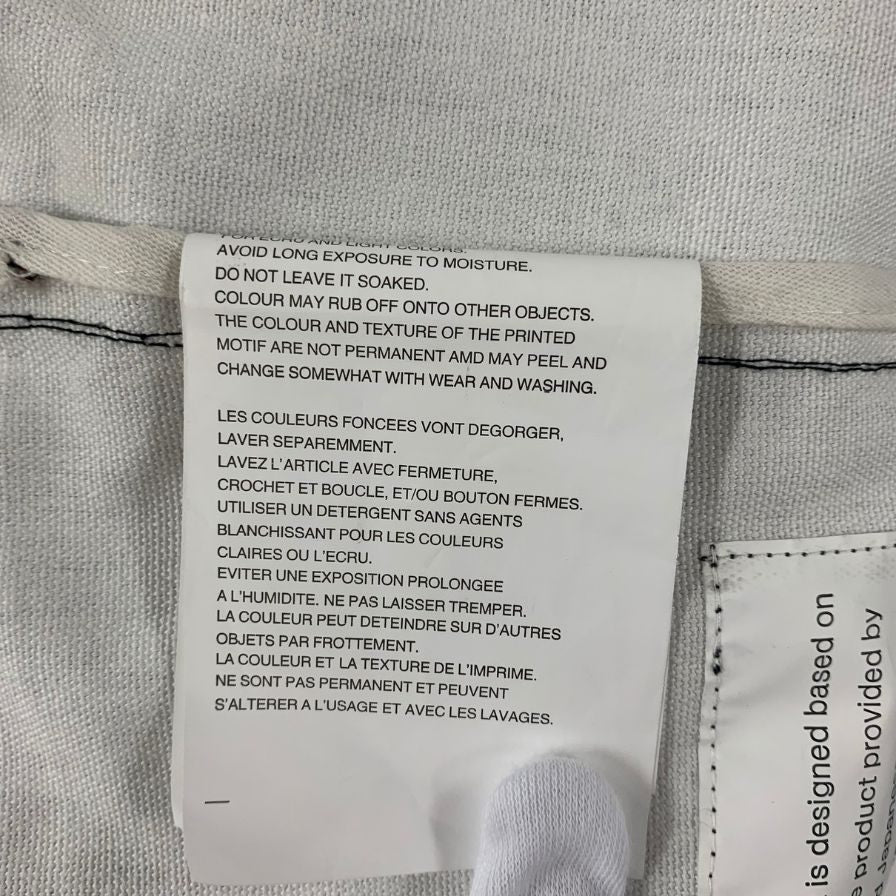 FOR ECRU AND LIGHT COLORS.
AVOID LONG EXPOSURE TO MOISTURE.
DO NOT LEAVE IT SOAKED.
COLOUR MAY RUB OFF ONTO OTHER OBJECTS.
THE COLOUR AND TEXTURE OF THE PRINTED
MOTIF ARE NOT PERMANENT AMD MAY PEEL AND
CHANGE SOMEWHAT WITH WEAR AND WASHING.
LES COULEURS FONCEES VONT DEGORGER,
LAVER SEPAREMMENT.
LAVEZ L'ARTICLE AVEC FERMETURE,
CROCHET ET BOUCLE, ET/OU BOUTON FERMES.
UTILISER UN DETERGENT SANS AGENTS
BLANCHISSANT POUR LES COULEURS
CLAIRES OU L'ECRU.
EVITER UNE EXPOSITION PROLONGEE
A L'HUMIDITE. NE PAS LAISSER TREMPER.
LA COULEUR PEUT DETEINDRE SUR D'AUTRES
OBJETS PAR FROTTEMENT.
LA COULEUR ET LA TEXTURE DE L'IMPRIME.
NE SONT PAS PERMANENT ET PEUVENT
S'ALTERER A L'USAGE ET AVEC LES LAVAGES.
is designed based on
product provided by